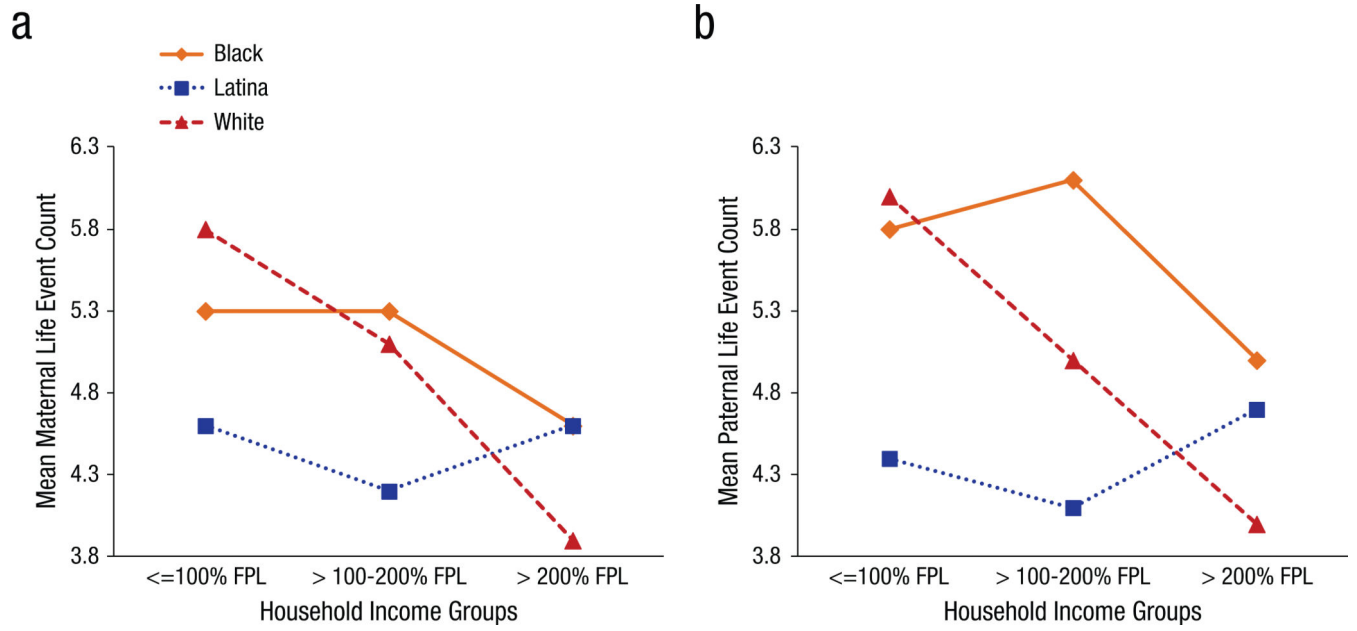 a
Black
Latina
White
6.3
5.8
5.3
4.8
4.3
3.8
Mean Maternal Life Event Count
<=100% FPL
> 100-200% FPL
> 200% FPL
Household Income Groups
b
6.3
5.8
5.3
4.8
4.3
3.8
Mean Paternal Life Event Count
<=100% FPL
> 100-200% FPL
> 200% FPL
Household Income Groups